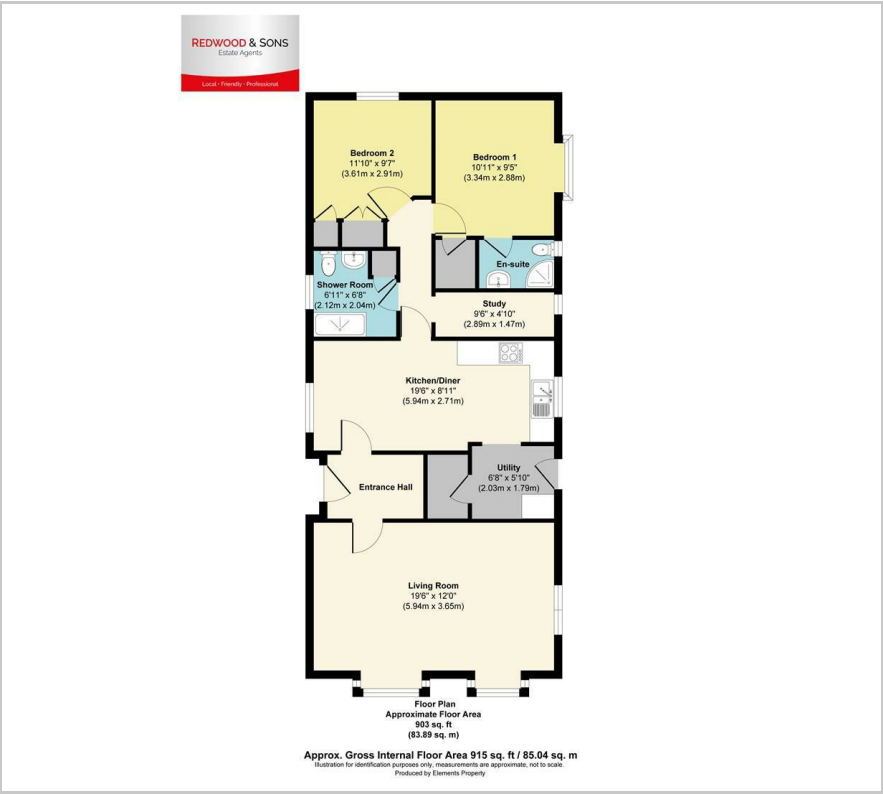 REDWOOD & SONS
Estate Agents
Local - Friendly - Professional
Bedroom 2
11'10" x 9'7"
(3.61m x 2.91m)
Bedroom 1
10'11" x 9'5"
(3.34m x 2.88m)
En-suite
Shower Room
6'11" x 6'8"
(2.12m x 2.04m)
Study
9'6" x 4'10"
(2.89m x 1.47m)
Kitchen/Diner
19'6" x 8'11"
(5.94m x 2.71m)
Utility
6'8" x 5'10"
(2.03m x 1.79m)
Entrance Hall
Living Room
19'6" x 12'0"
(5.94m x 3.65m)
Floor Plan
Approximate Floor Area
903 sq. ft
(83.89 sq. m)
Approx. Gross Internal Floor Area 915 sq. ft / 85.04 sq. m
Illustration for identification purposes only, measurements are approximate, not to scale.
Produced by Elements Property